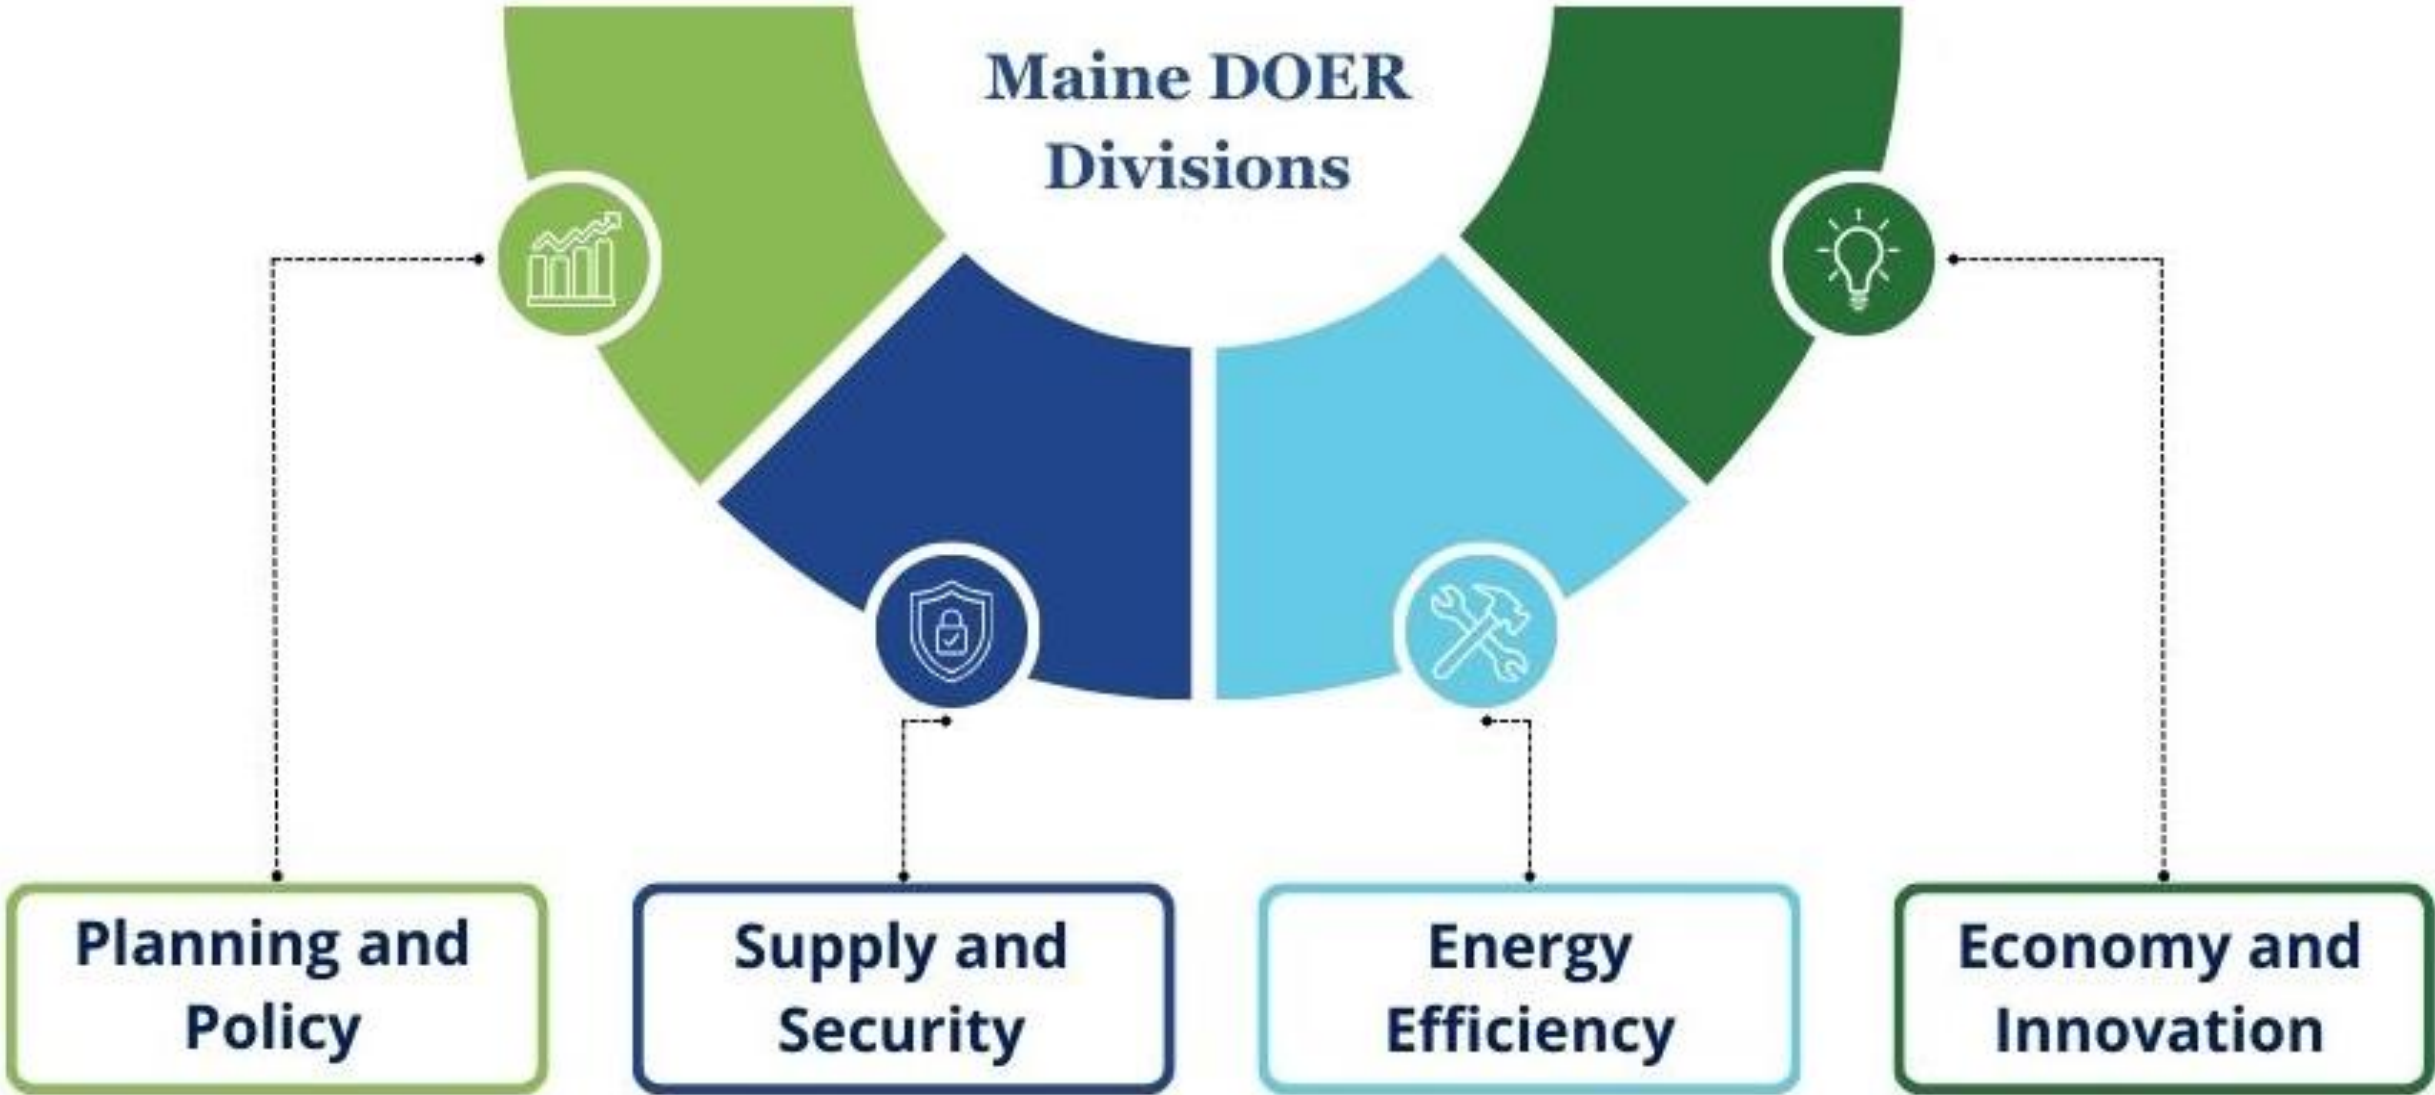 Maine DOER
Divisions
Planning and
Policy
Supply and
Security
Energy
Efficiency
Economy and
Innovation